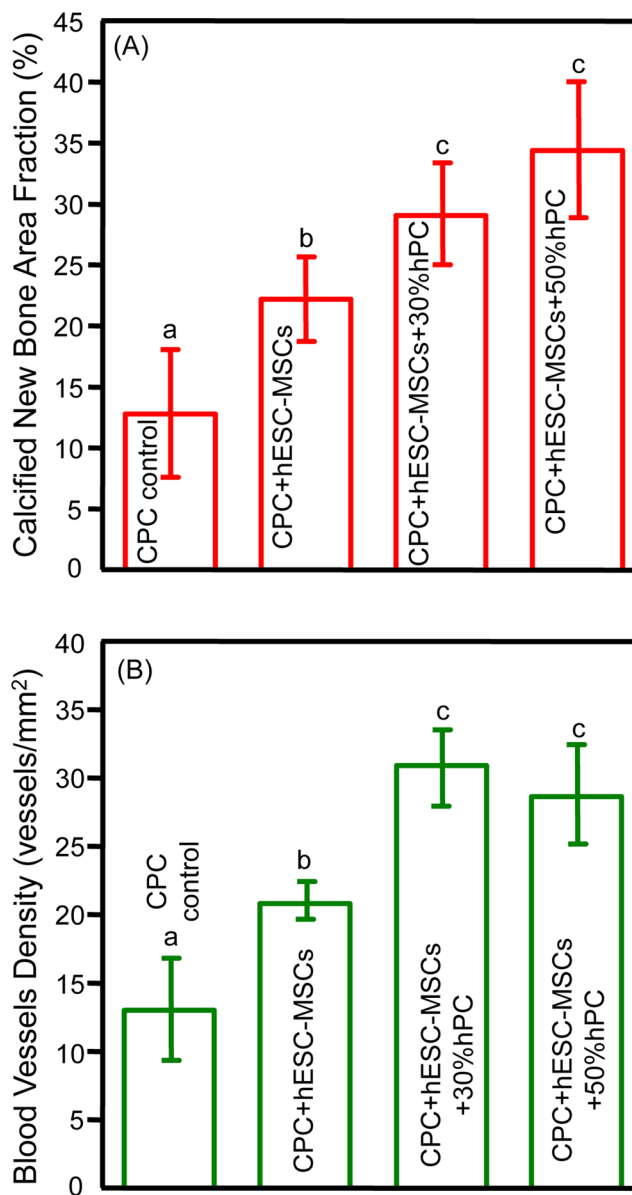 Calcified New Bone Area Fraction (%)
45
40
35
30
25
20
15
10
5
0
(A)
a
b
c
c
CPC control
CPC+hESC-MSCs
CPC+hESC-MSCs+30%hPC
CPC+hESC-MSCs+50%hPC
Blood Vessels Density (vessels/mm²)
40
35
30
25
20
15
10
5
0
(B)
CPC
control
a
b
c
c
CPC+hESC-MSCs
CPC+hESC-MSCs
+30%hPC
CPC+hESC-MSCs
+50%hPC